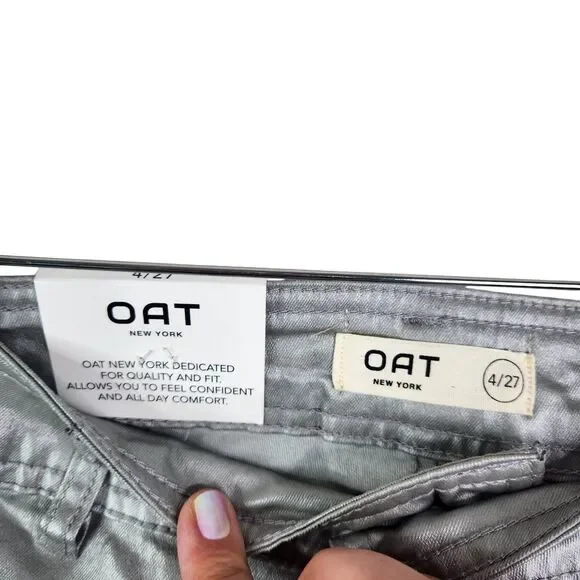 4/27
OAT
NEW YORK
OAT NEW YORK DEDICATED
FOR QUALITY AND FIT.
ALLOWS YOU TO FEEL CONFIDENT
AND ALL DAY COMFORT.
OAT
NEW YORK
4/27